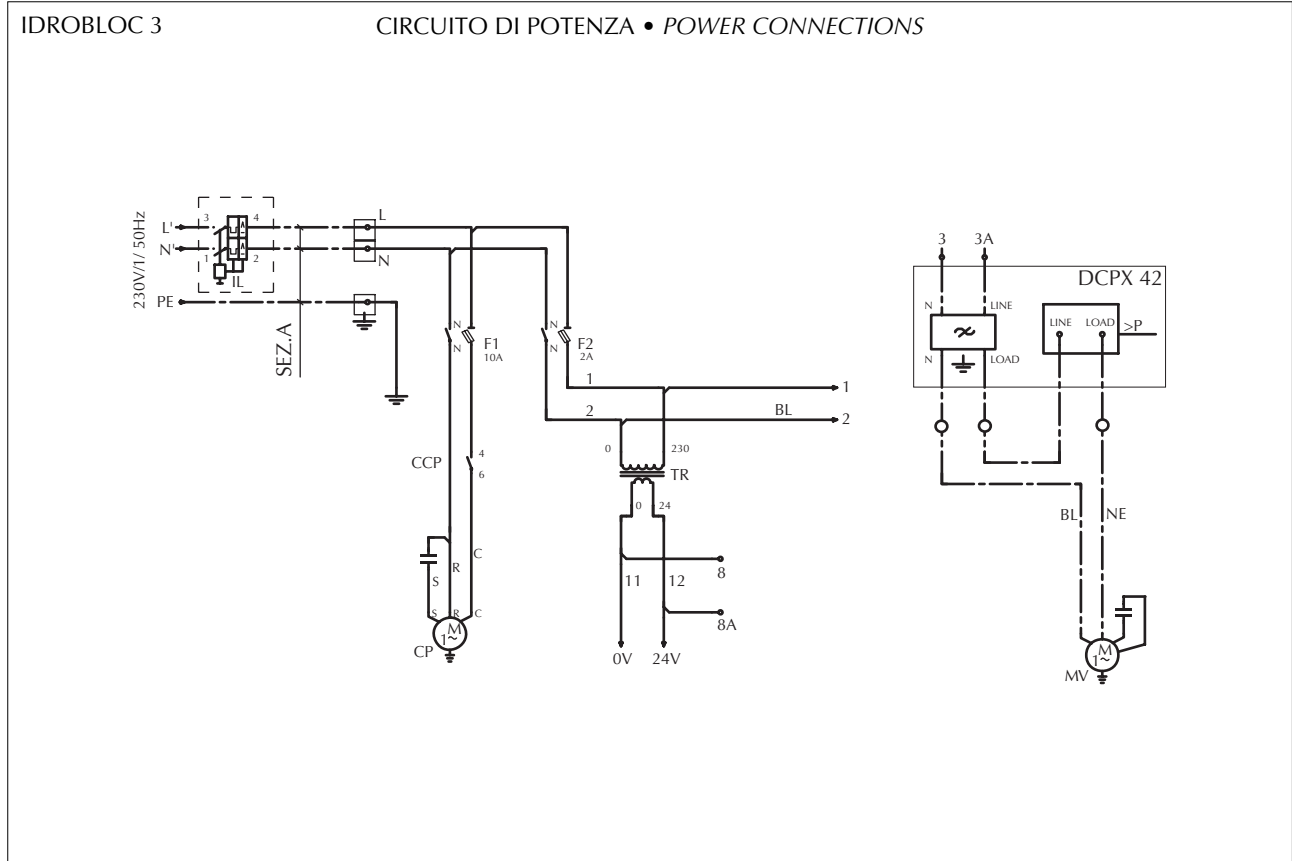 IDROBLOC 3
CIRCUITO DI POTENZA • POWER CONNECTIONS
230V/1/ 50Hz
L'
N'
PE
3
4
1
2
IL
SEZ.A
L
N
N
N
F1
10A
N
N
F2
2A
1
1
2
BL
2
0
230
TR
0
24
CCP
4
6
C
R
S
S
R
C
M
1~
CP
11
12
8
8A
0V
24V
3
3A
DCPX 42
N
LINE
LINE
LOAD
>P
N
LOAD
BL
NE
M
1~
MV